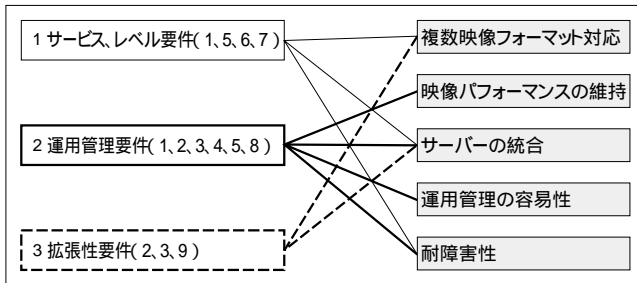 1 サービス、レベル要件( 1、5、6、7 )
2 運用管理要件( 1、2、3、4、5、8 )
3 拡張性要件( 2、3、9 )
複数映像フォーマット対応
映像パフォーマンスの維持
サーバーの統合
運用管理の容易性
耐障害性